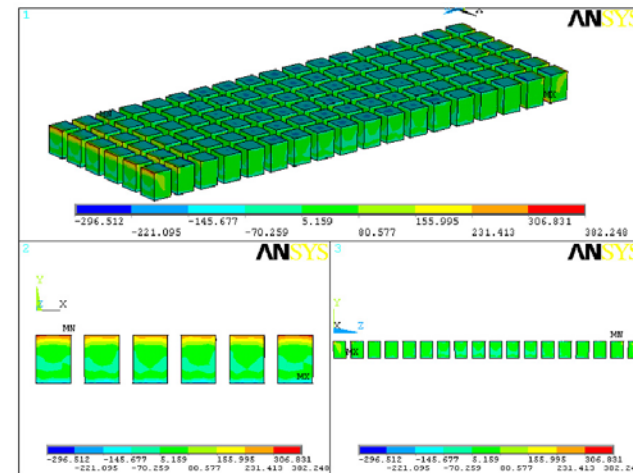 1
ANSYS
MX
-296.512 -145.677 5.159 155.995 306.831
-221.095 -70.259 80.577 231.413 382.248
2
ANSYS
Y
Z X
MN
MX
-296.512 -145.677 5.159 155.995 306.831
-221.095 -70.259 80.577 231.413 382.248
3
ANSYS
Y
X Z
MN
MX
-296.512 -145.677 5.159 155.995 306.831
-221.095 -70.259 80.577 231.413 382.248